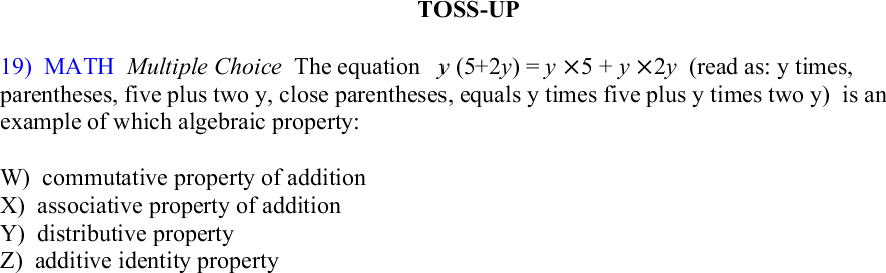 TOSS-UP
19) MATH Multiple Choice The equation y (5+2y) = y ×5 + y ×2y (read as: y times,
parentheses, five plus two y, close parentheses, equals y times five plus y times two y) is an
example of which algebraic property:
W) commutative property of addition
X) associative property of addition
Y) distributive property
Z) additive identity property